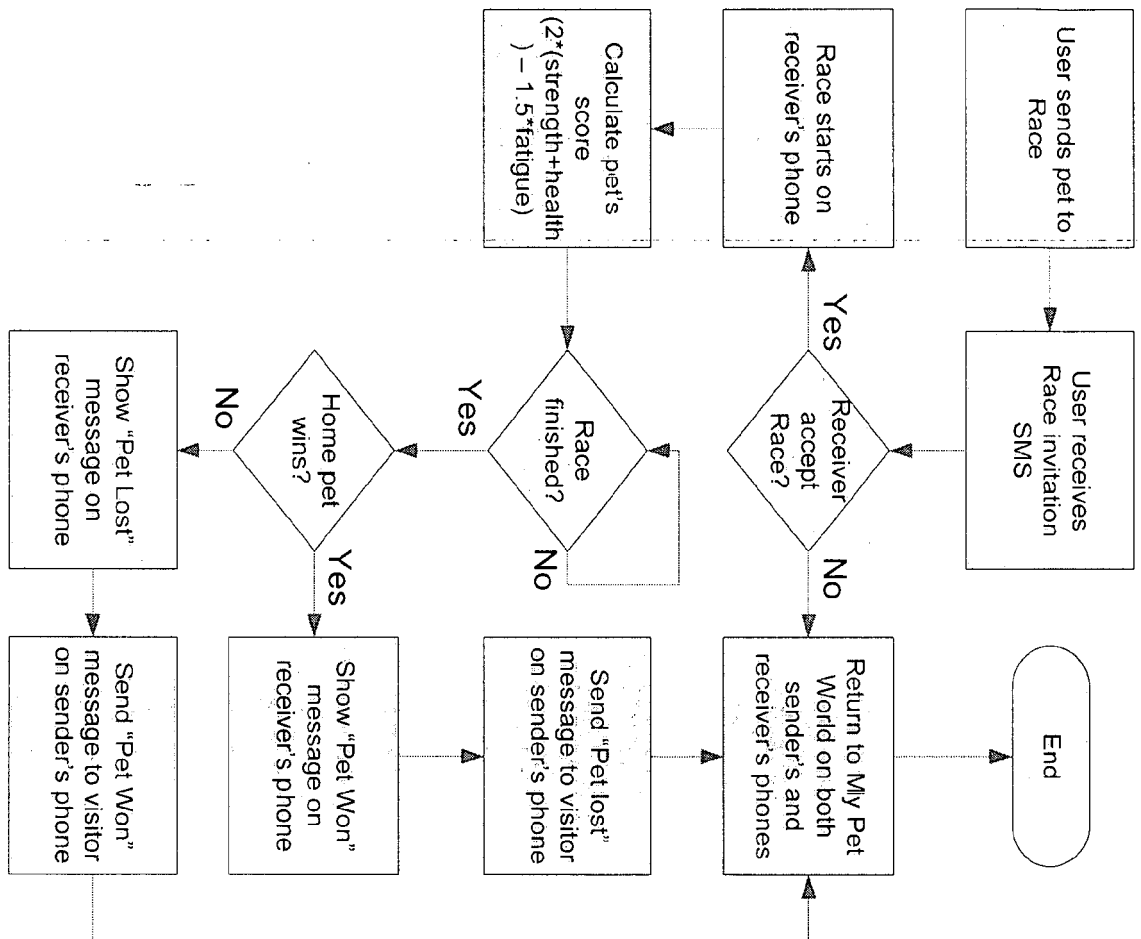 User sends pet to
Race
User receives
Race invitation
SMS
Receiver
accept
Race?
Yes
No
Race starts on
receiver's phone
Calculate pet's
score
(2*(strength+health
) – 1.5*fatigue)
Race
finished?
No
Yes
Home pet
wins?
Yes
No
Show "Pet Won"
message on
receiver's phone
Send "Pet lost"
message to visitor
on sender's phone
Show "Pet Lost"
message on
receiver's phone
Send "Pet Won"
message to visitor
on sender's phone
Return to My Pet
World on both
sender's and
receiver's phones
End